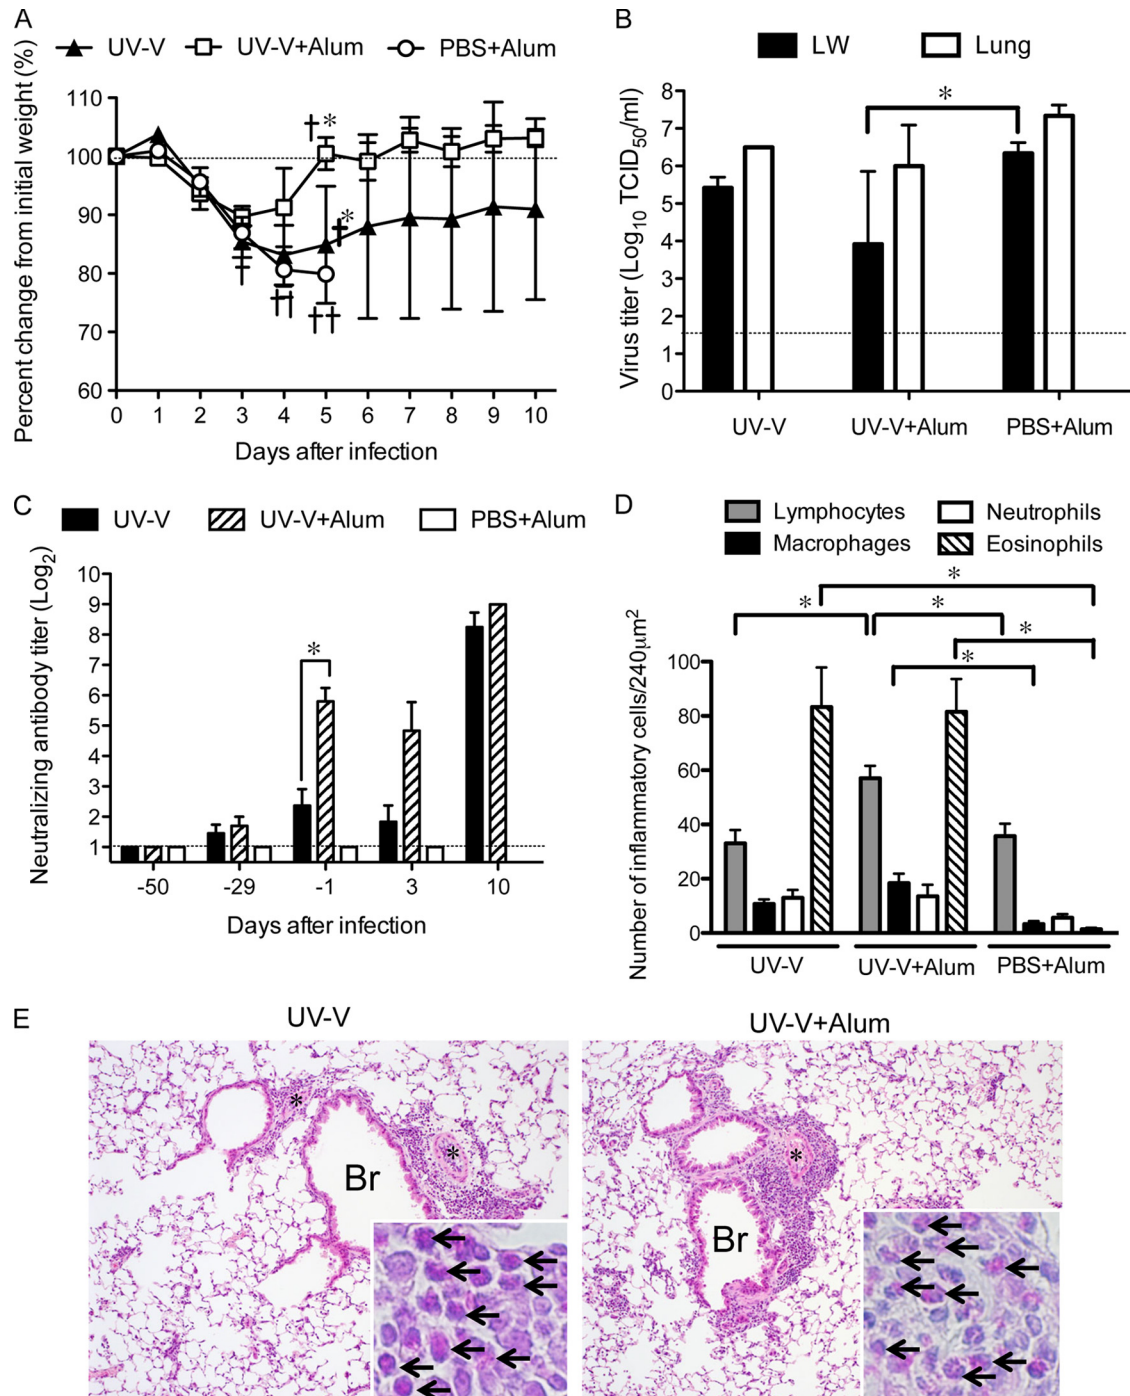 A
UV-V UV-V+Alum PBS+Alum
Percent change from initial weight (%)
110
100
90
80
70
60
† *
† *
†
††
††
0 1 2 3 4 5 6 7 8 9 10
Days after infection
B
LW Lung
Virus titer (Log10 TCID50/ml)
8
7
6
5
4
3
2
1
0
*
UV-V UV-V+Alum PBS+Alum
C
UV-V UV-V+Alum PBS+Alum
Neutralizing antibody titer (Log2)
10
9
8
7
6
5
4
3
2
1
*
-50 -29 -1 3 10
Days after infection
D
Lymphocytes Neutrophils
Macrophages Eosinophils
Number of inflammatory cells/240μm2
100
80
60
40
20
0
*
* *
*
*
UV-V UV-V+Alum PBS+Alum
E
UV-V UV-V+Alum
*
*
Br
*
Br